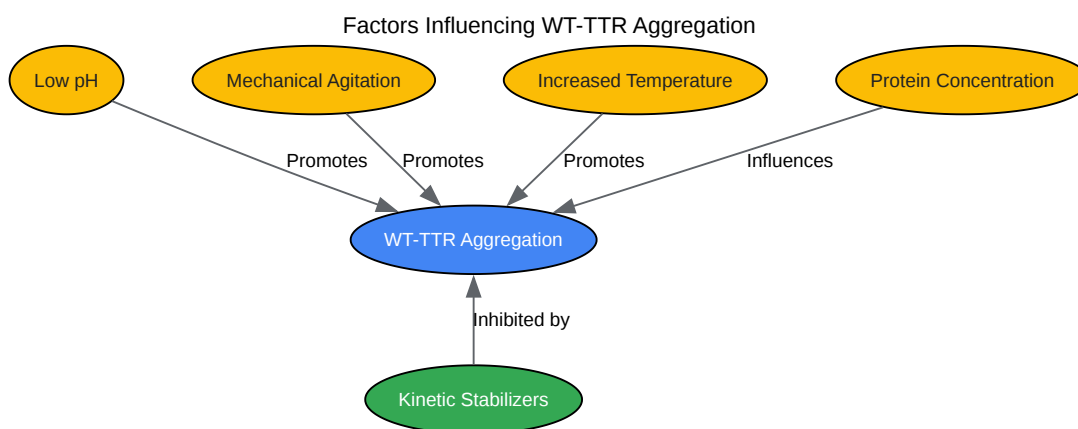 Factors Influencing WT-TTR Aggregation
Low pH
Mechanical Agitation
Increased Temperature
Protein Concentration
Promotes
Promotes
Promotes
Influences
WT-TTR Aggregation
Inhibited by
Kinetic Stabilizers